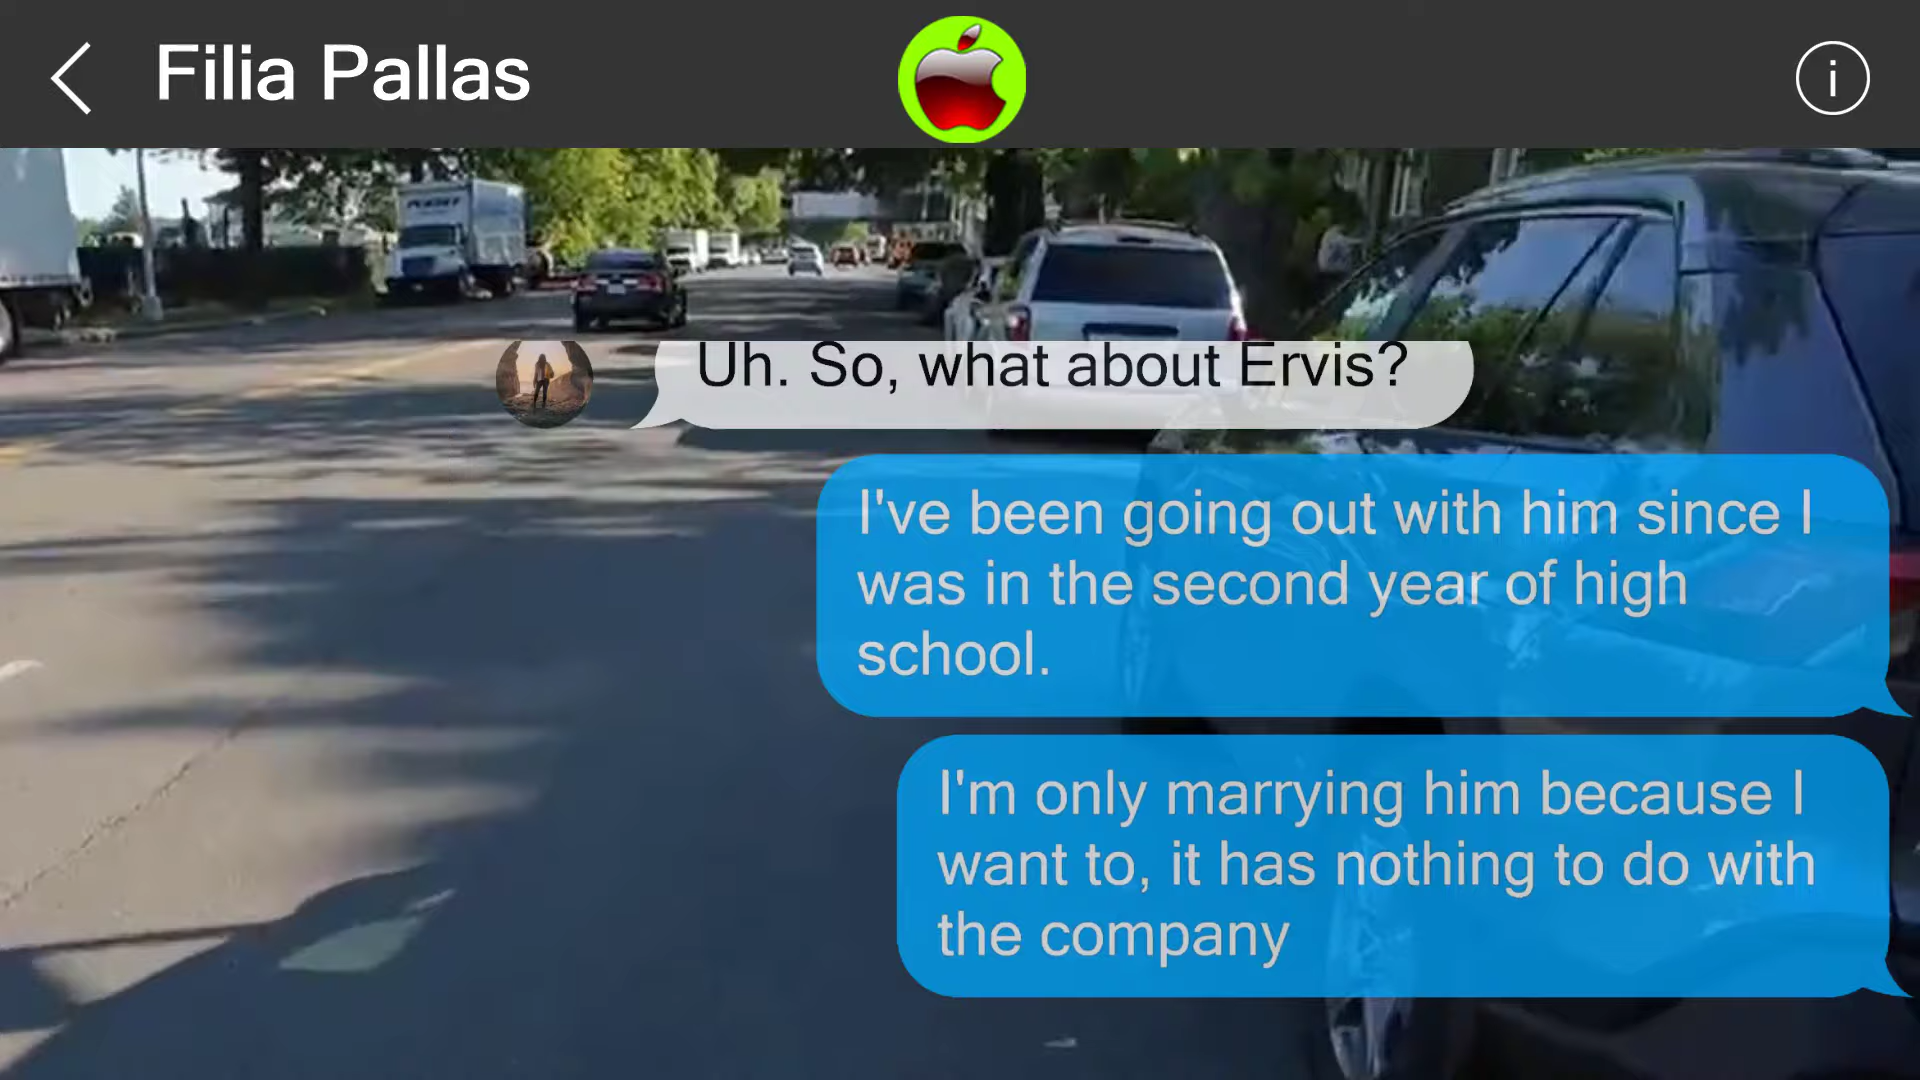 Filia Pallas
Uh. So, what about Ervis?
I've been going out with him since I
was in the second year of high
school.
I'm only marrying him because I
want to, it has nothing to do with
the company